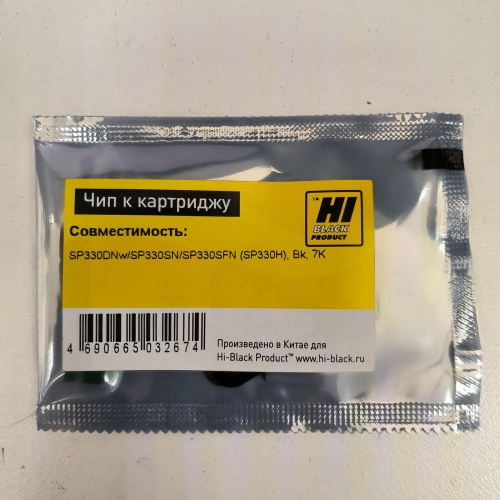 Чип к картриджу
Совместимость:
SP330DNw/SP330SN/SP330SFN (SP330H), Bk, 7K
™ HI
BLACK
PRODUCT
4 690665 032674
Произведено в Китае для
Hi-Black Product™ www.hi-black.ru